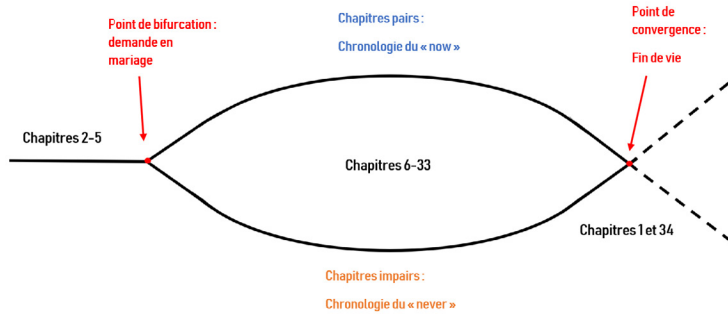 Point de bifurcation :
demande en
mariage
Chapitres pairs :
Chronologie du « now »
Point de
convergence :
Fin de vie
Chapitres 2-5
Chapitres 6-33
Chapitres 1 et 34
Chapitres impairs :
Chronologie du « never »